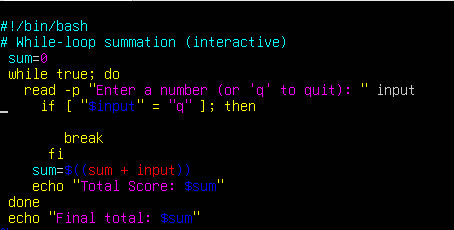 #!/bin/bash
# While-loop summation (interactive)
sum=0
while true; do
read -p "Enter a number (or 'q' to quit): " input
if [ "$input" = "q" ]; then
break
fi
sum=$((sum + input))
echo "Total Score: $sum"
done
echo "Final total: $sum"